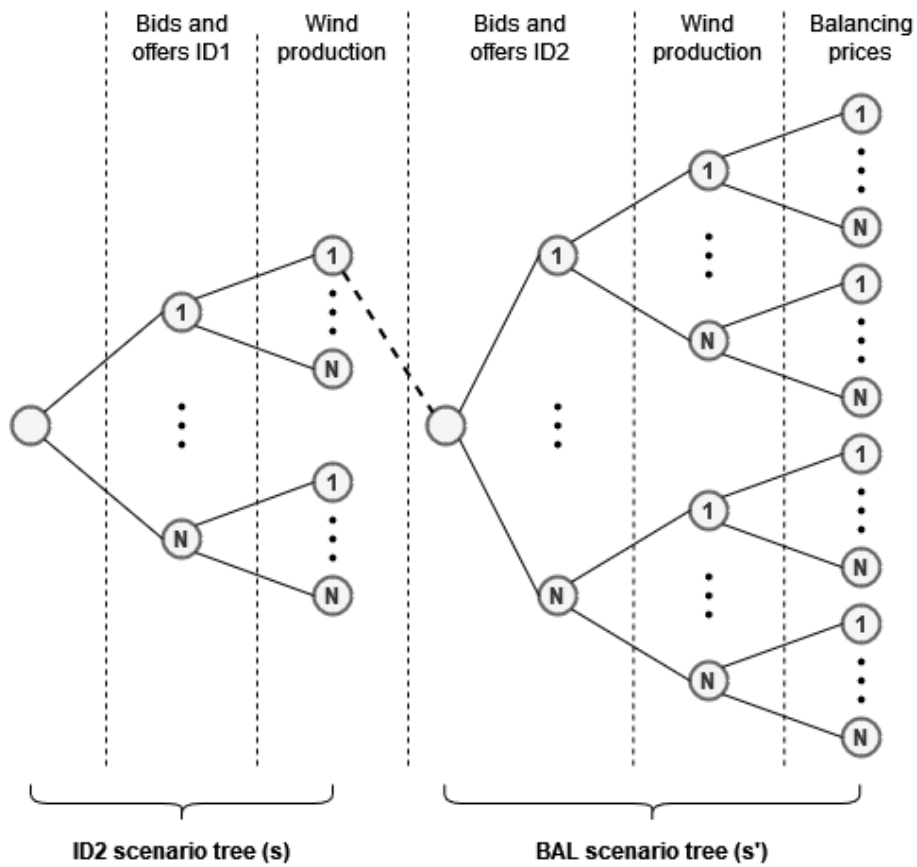 Bids and
offers ID1
Wind
production
Bids and
offers ID2
Wind
production
Balancing
prices
1
1
N
1
1
1
N
1
N
N
1
N
1
N
1
N
1
N
N
1
N
N
N
ID2 scenario tree (s)
BAL scenario tree (s')